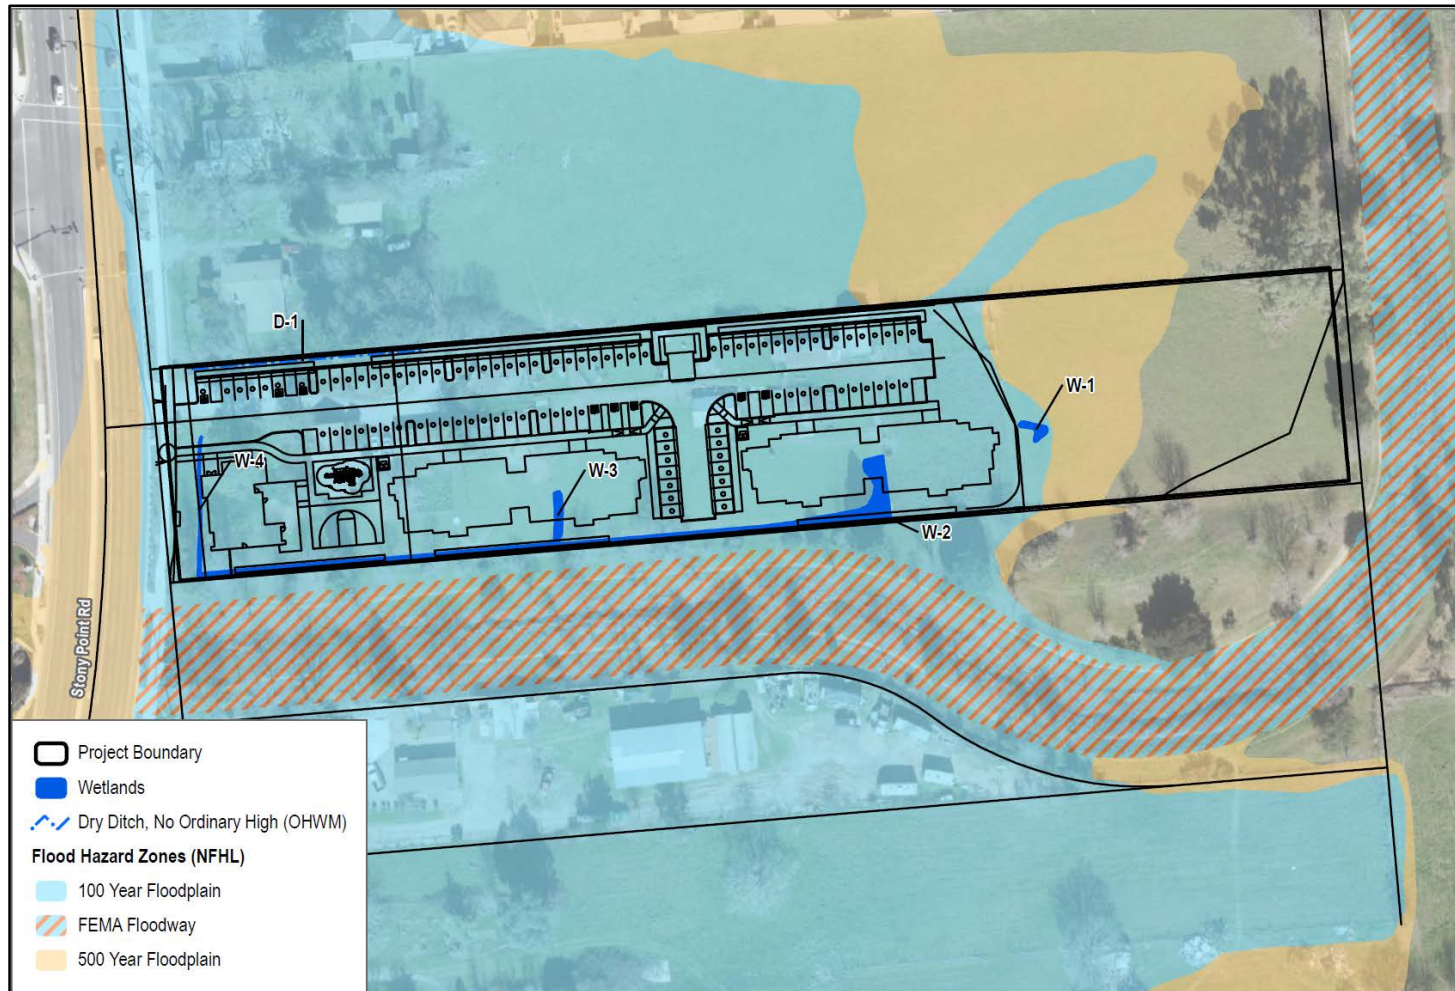 D-1
W-1
W-4
W-3
W-2
Stony Point Rd
Project Boundary
Wetlands
Dry Ditch, No Ordinary High (OHWM)
Flood Hazard Zones (NFHL)
100 Year Floodplain
FEMA Floodway
500 Year Floodplain